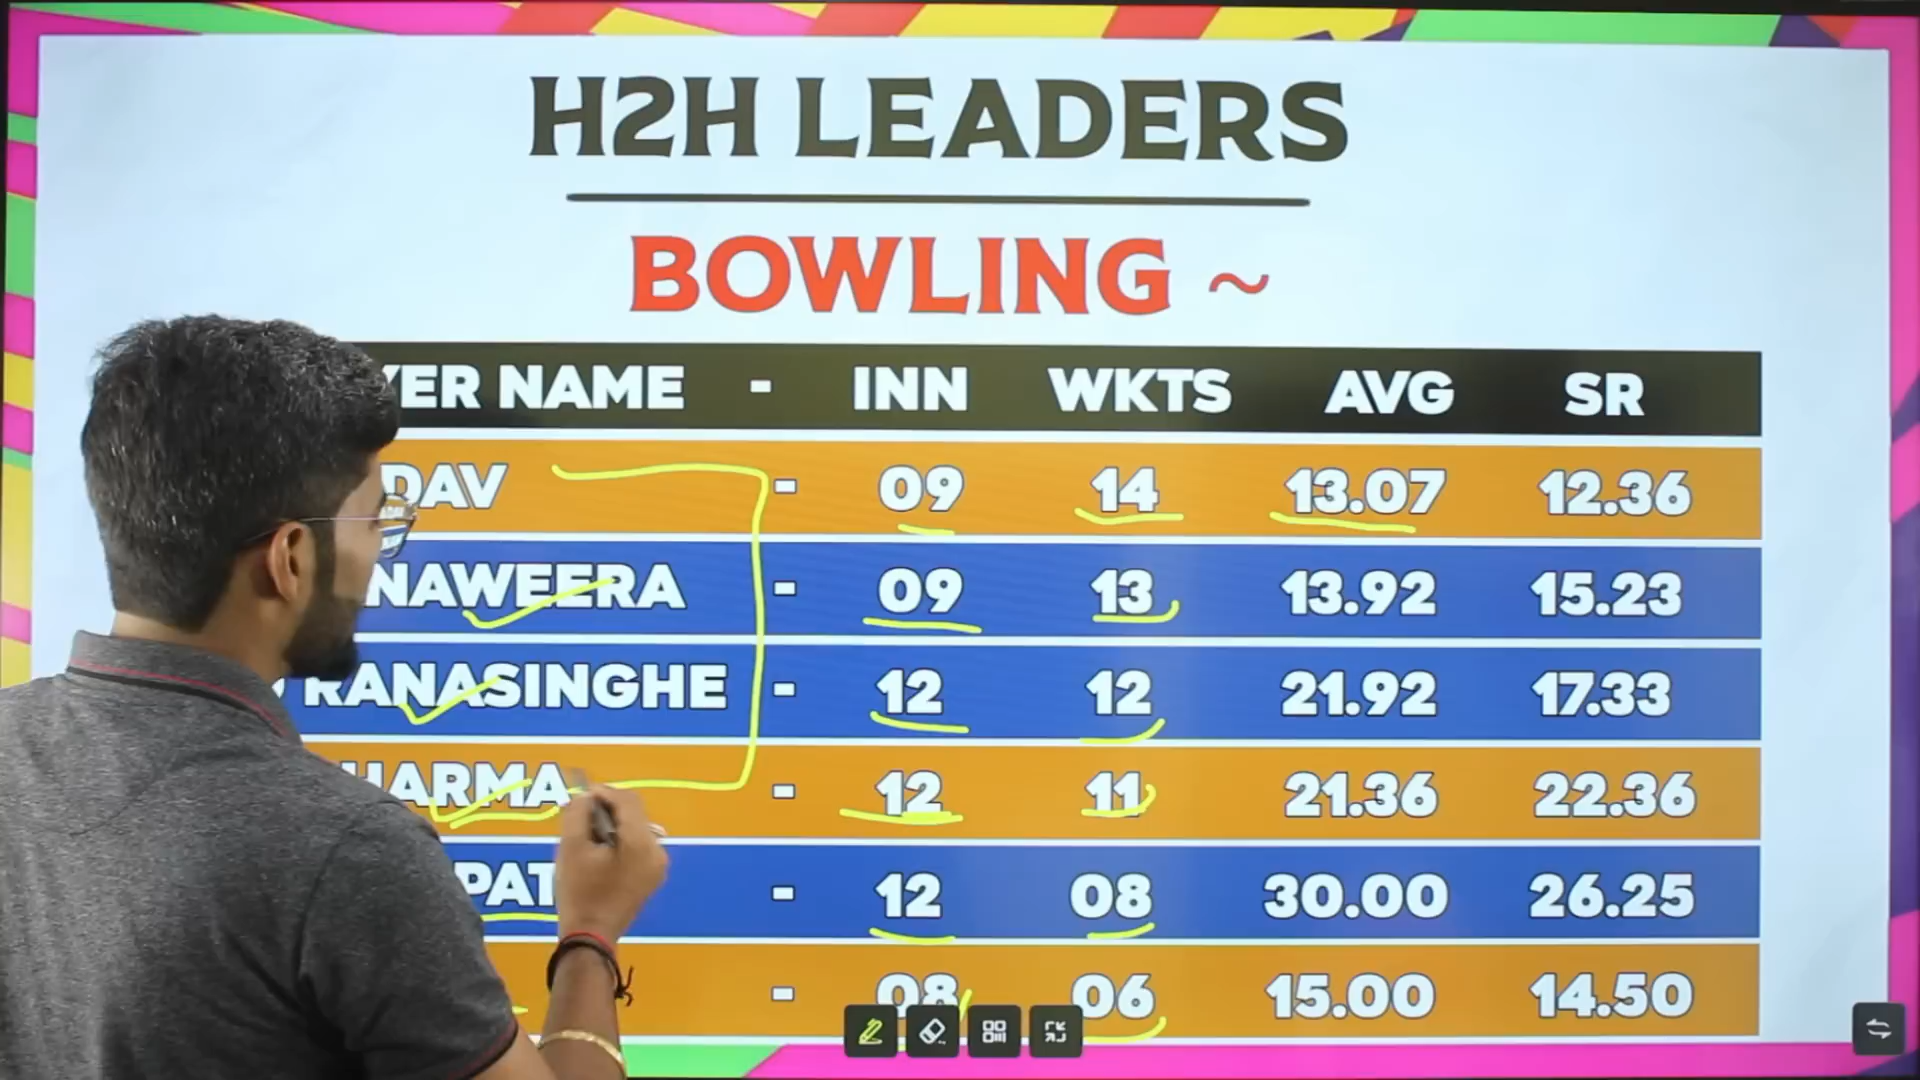 H2H LEADERS
BOWLING ~
YER NAME - INN WKTS AVG SR
DAV - 09 14 13.07 12.36
NAWEERA - 09 13 13.92 15.23
RANASINGHE - 12 12 21.92 17.33
HARMA - 12 11 21.36 22.36
PAT - 12 08 30.00 26.25
- 08 06 15.00 14.50